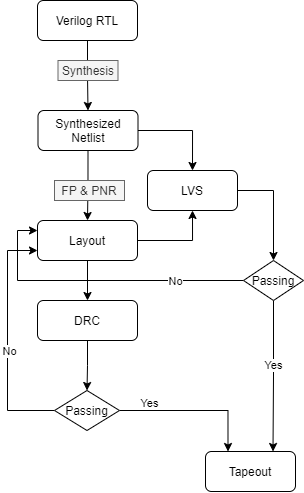 Verilog RTL
Synthesis
Synthesized
Netlist
FP & PNR
LVS
Layout
No
Passing
DRC
No
Yes
Passing
Yes
Tapeout